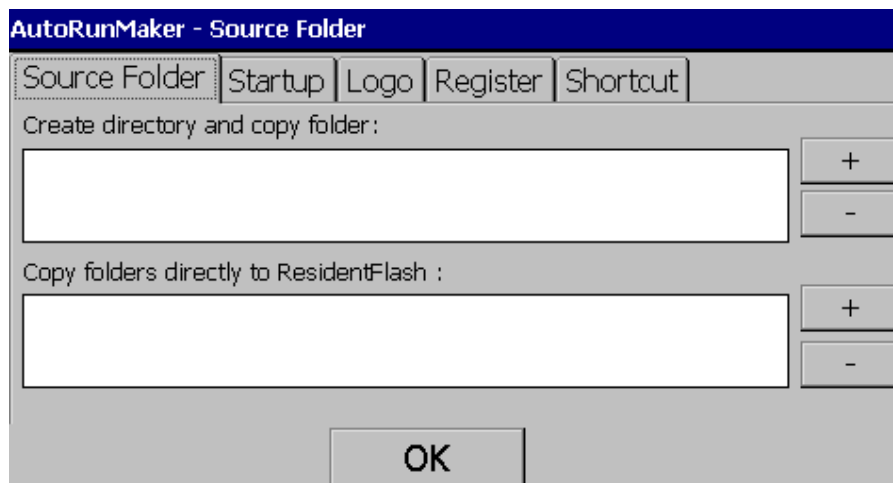 AutoRunMaker - Source Folder
Source Folder Startup Logo Register Shortcut
Create directory and copy folder:
+
-
Copy folders directly to ResidentFlash :
+
-
OK